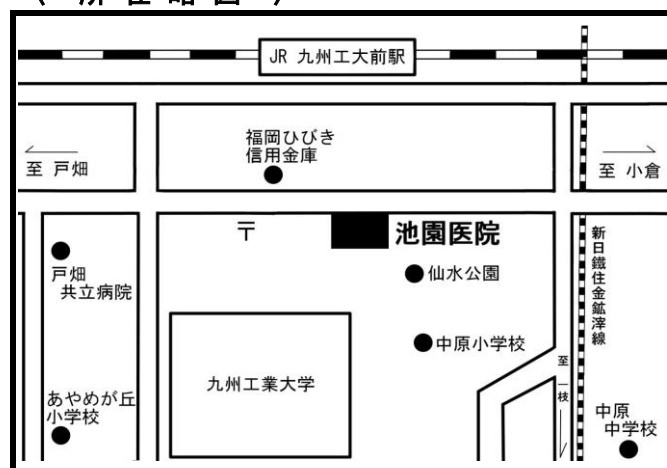 ( 所 在 略 図 )
JR 九州工大前駅
福岡ひびき
信用金庫
至 戸畑
至 小倉
〒
池園医院
戸畑
共立病院
仙水公園
新日鐵住金鉱滓線
中原小学校
九州工業大学
至 一枝
あやめが丘
小学校
中原
中学校